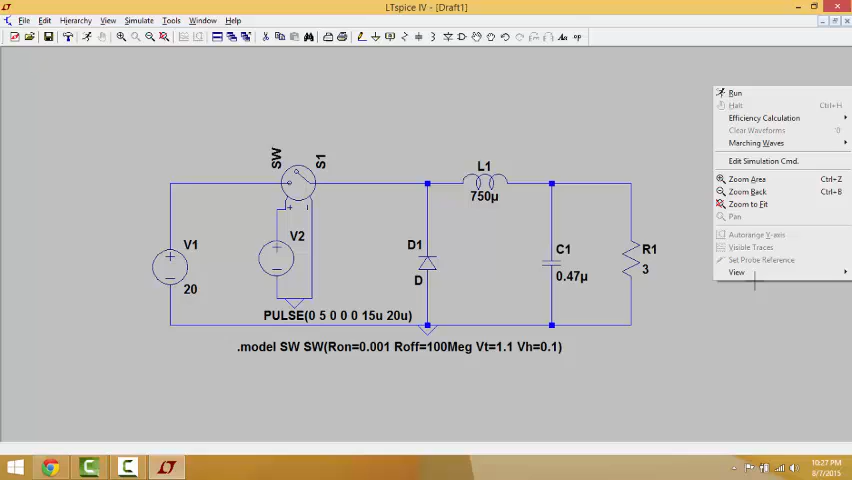 LTspice IV - [Draft1]
File Edit Hierarchy View Simulate Tools Window Help
Run
Halt Ctrl+H
Efficiency Calculation
Clear Waveforms '0
Marching Waves
Edit Simulation Cmd.
Zoom Area Ctrl+Z
Zoom Back Ctrl+B
Zoom to Fit
Pan
Autorange Y-axis
Visible Traces
Set Probe Reference
View
SW
S1
L1
750µ
V1
20
V2
D1
D
C1
0.47µ
R1
3
PULSE(0 5 0 0 0 15u 20u)
.model SW SW(Ron=0.001 Roff=100Meg Vt=1.1 Vh=0.1)
10:27 PM
8/7/2015